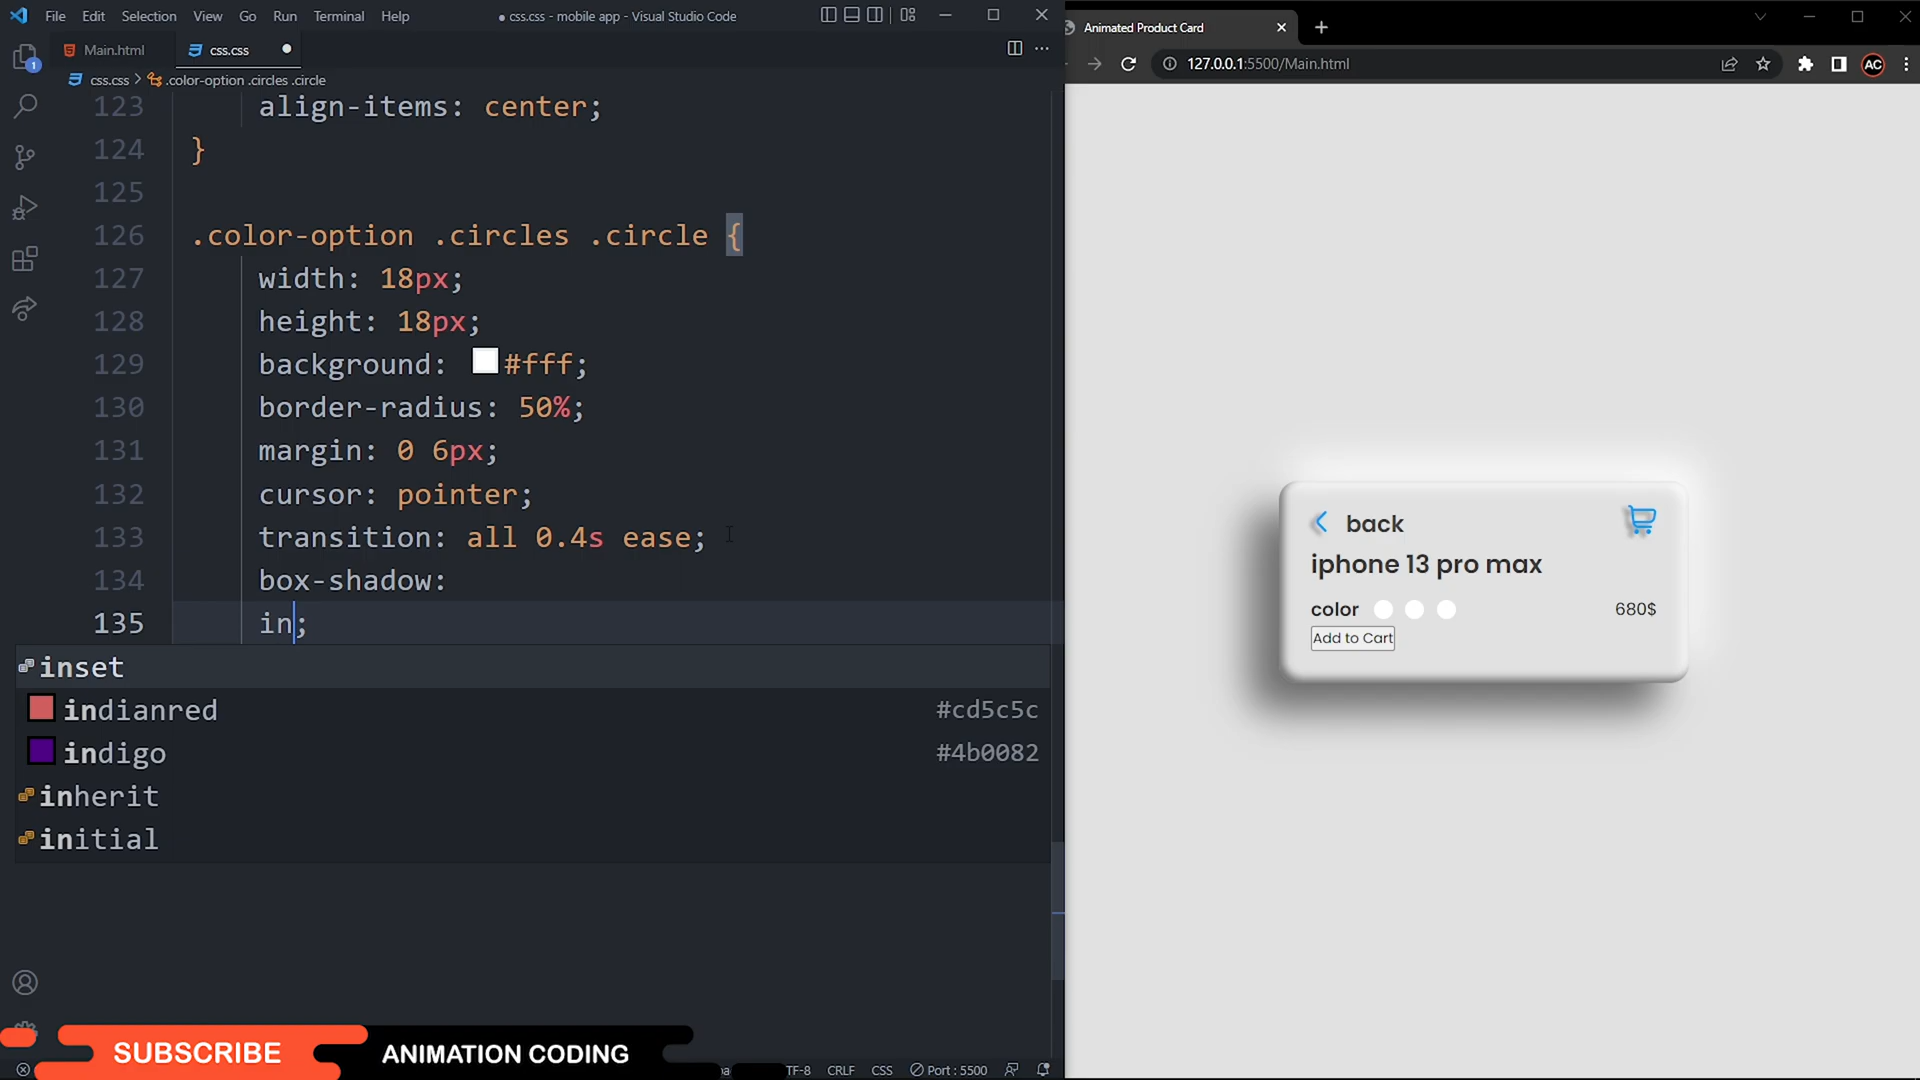 File Edit Selection View Go Run Terminal Help
● css.css - mobile app - Visual Studio Code
Main.html
css.css
css.css > .color-option .circles .circle
123 align-items: center;
124 }
125
126 .color-option .circles .circle {
127 width: 18px;
128 height: 18px;
129 background: #fff;
130 border-radius: 50%;
131 margin: 0 6px;
132 cursor: pointer;
133 transition: all 0.4s ease;
134 box-shadow:
135 in;
inset
indianred #cd5c5c
indigo #4b0082
inherit
initial
1
SUBSCRIBE
ANIMATION CODING
TF-8 CRLF CSS Port : 5500
Animated Product Card
127.0.0.1:5500/Main.html
AC
back
iphone 13 pro max
color 680$
Add to Cart